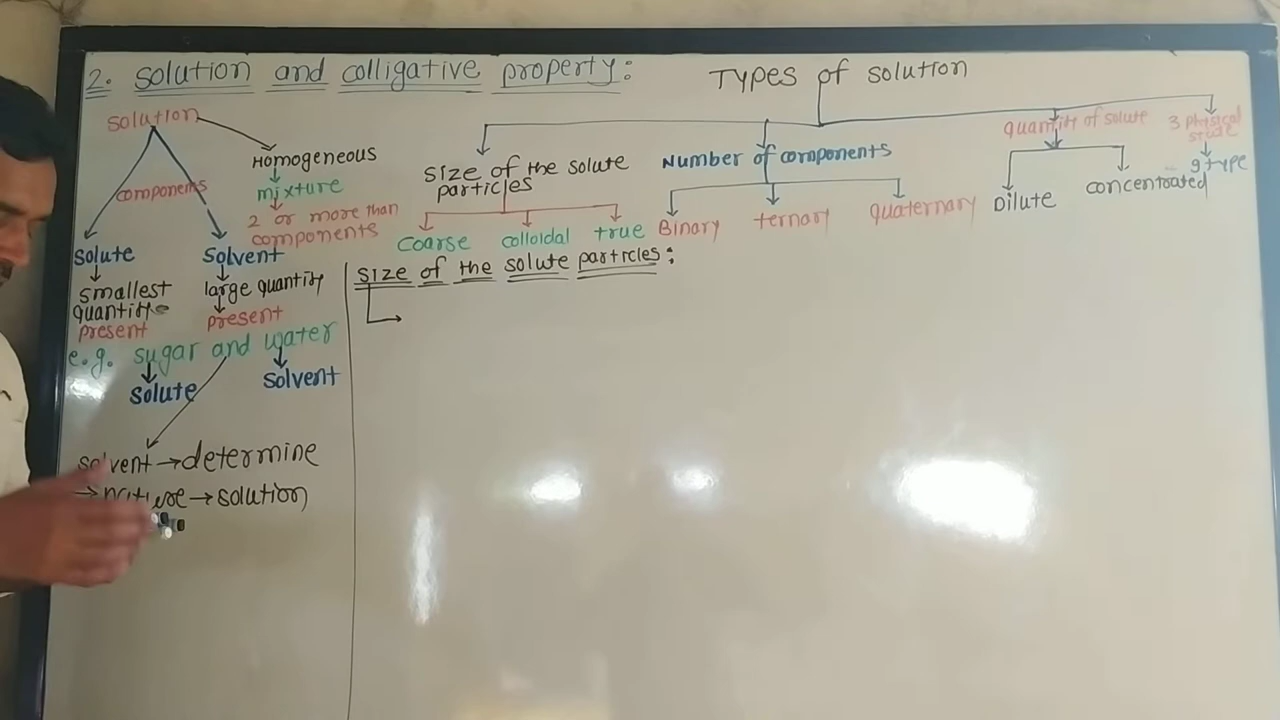 2. solution and colligative property:
Types of solution
solution
Homogeneous
mixture
2 or more than
components
components
solute
solvent
smallest
quantity
present
large quantity
present
e.g. sugar and water
solute
solvent
solvent → determine
→ nature → solution
size of the solute
particles
coarse
colloidal
true
Number of components
Binary
ternary
quaternary
quantity of solute
Dilute
concentrated
3 physical
state
9 type
size of the solute particles: